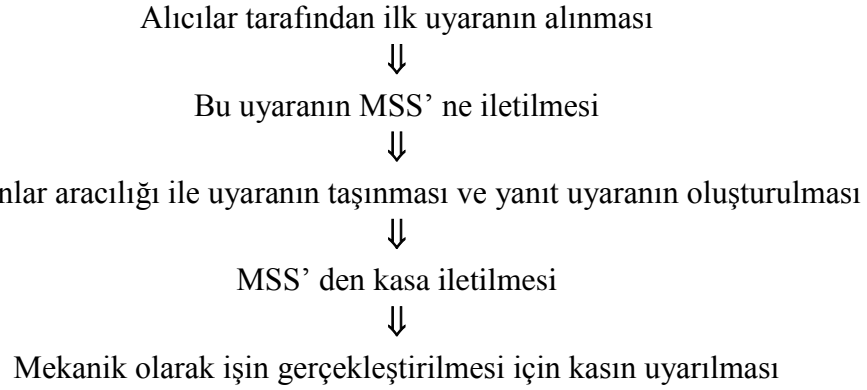 Alıcılar tarafından ilk uyaranın alınması
⇓
Bu uyaranın MSS’ ne iletilmesi
⇓
aracılığı ile uyaranın taşınması ve yanıt uyaranın oluşturulması
⇓
MSS’ den kasa iletilmesi
⇓
Mekanik olarak işin gerçekleştirilmesi için kasın uyarılması